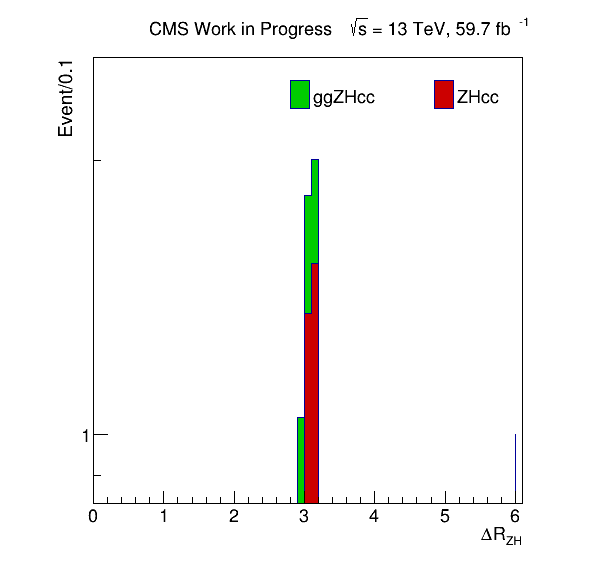 CMS Work in Progress √s = 13 TeV, 59.7 fb ⁻¹
Event/0.1
ggZHcc ZHcc
1
0 1 2 3 4 5 6
ΔR_ZH